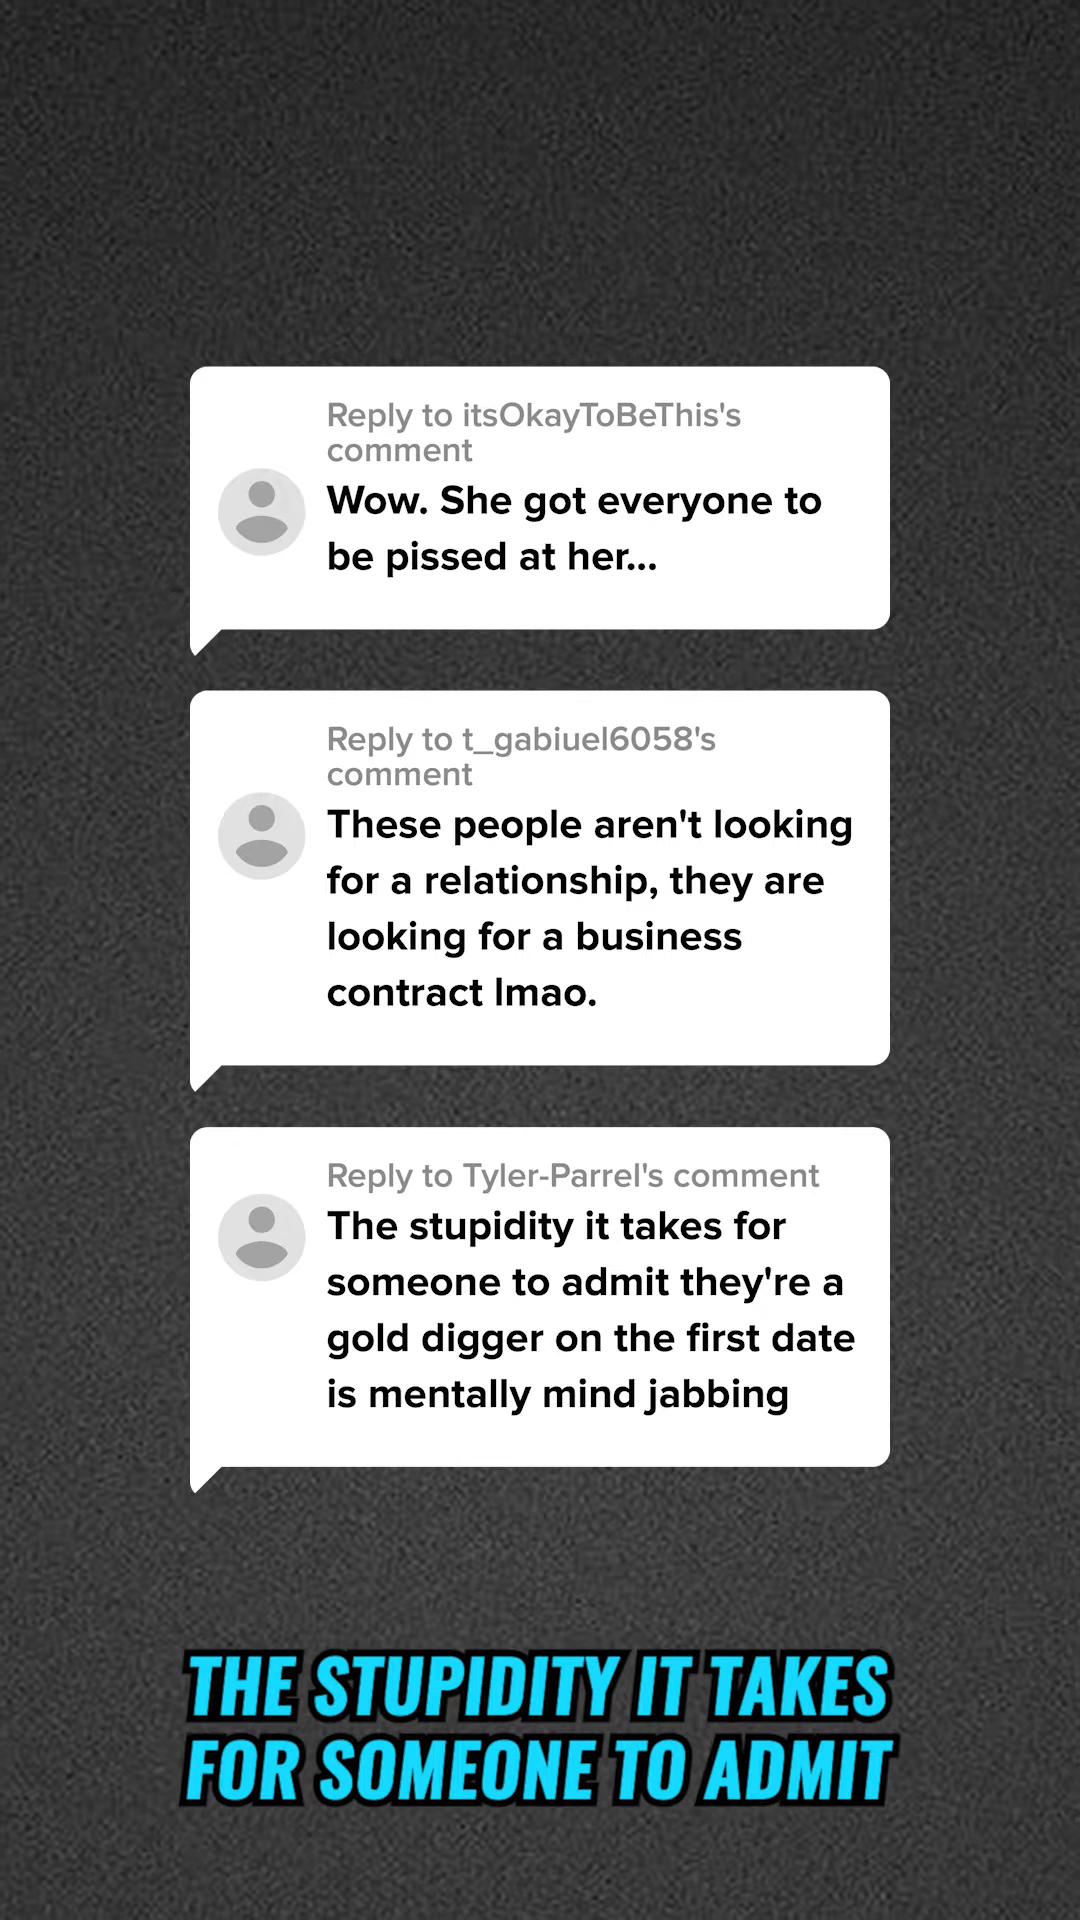 Reply to itsOkayToBeThis's
comment
Wow. She got everyone to
be pissed at her...
Reply to t_gabiuel6058's
comment
These people aren't looking
for a relationship, they are
looking for a business
contract lmao.
Reply to Tyler-Parrel's comment
The stupidity it takes for
someone to admit they're a
gold digger on the first date
is mentally mind jabbing
THE STUPIDITY IT TAKES
FOR SOMEONE TO ADMIT